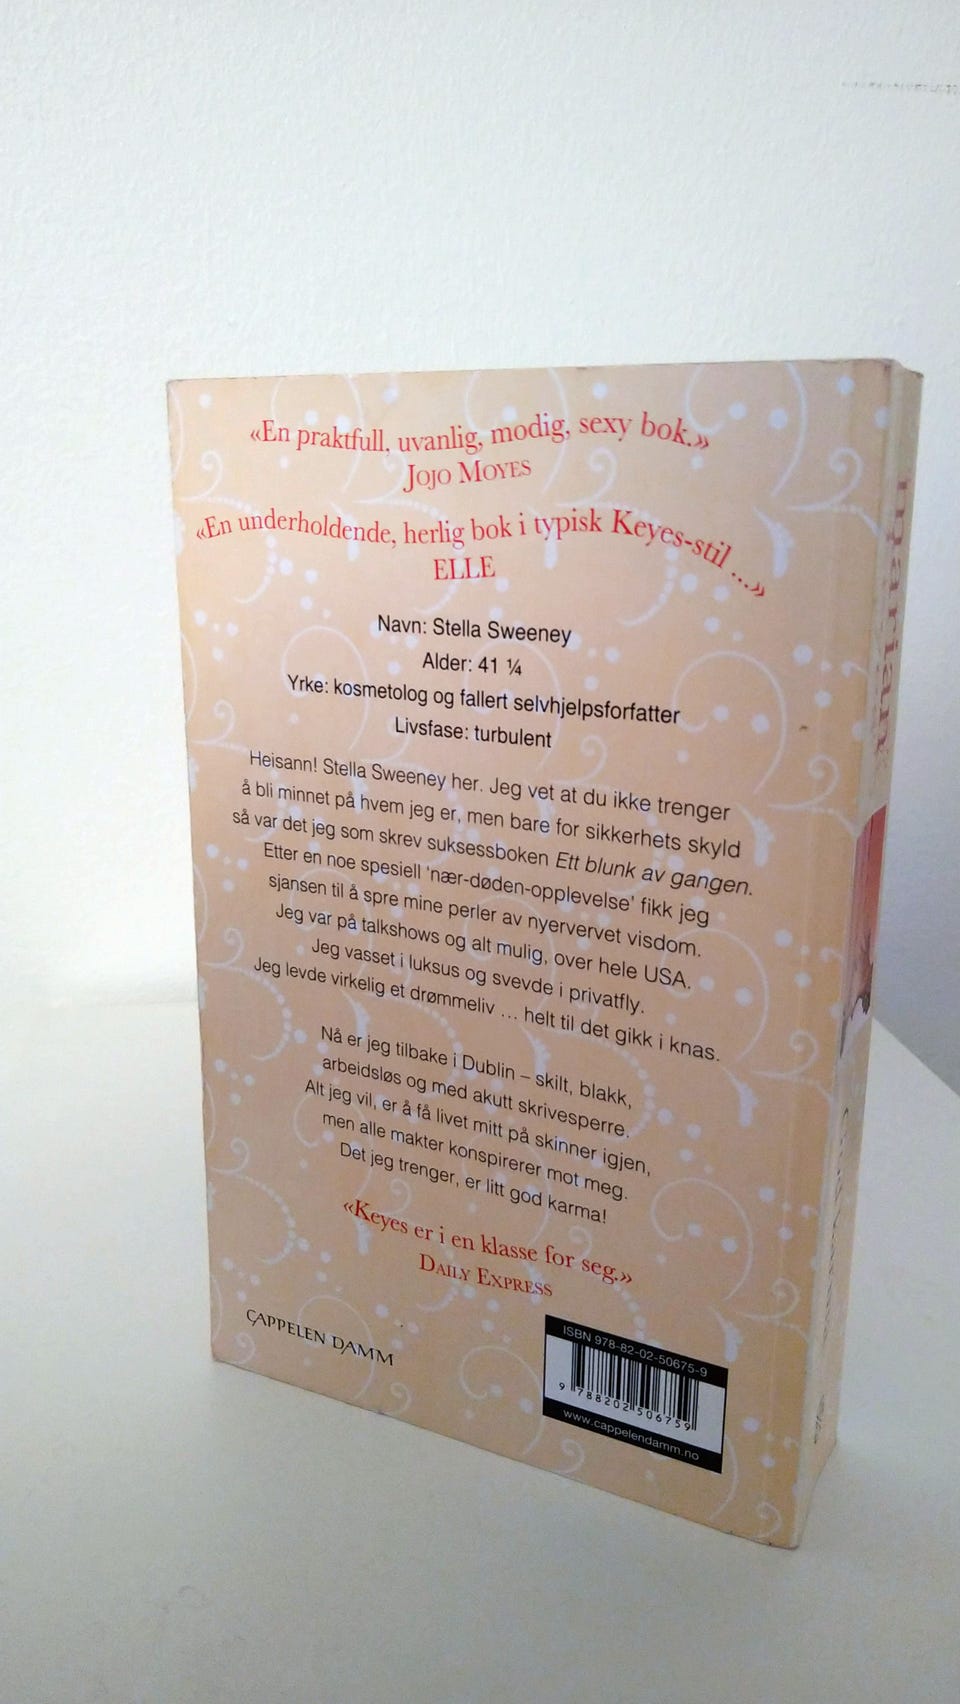 «En praktfull, uvanlig, modig, sexy bok.»
JOJO MOYES
«En underholdende, herlig bok i typisk Keyes-stil ...»
ELLE
Navn: Stella Sweeney
Alder: 41 ¼
Yrke: kosmetolog og fallert selvhjelpsforfatter
Livsfase: turbulent
Heisann! Stella Sweeney her. Jeg vet at du ikke trenger
å bli minnet på hvem jeg er, men bare for sikkerhets skyld
så var det jeg som skrev suksessboken Ett blunk av gangen.
Etter en noe spesiell 'nær-døden-opplevelse' fikk jeg
sjansen til å spre mine perler av nyervervet visdom.
Jeg var på talkshows og alt mulig, over hele USA.
Jeg vasset i luksus og svevde i privatfly.
Jeg levde virkelig et drømmeliv ... helt til det gikk i knas.
Nå er jeg tilbake i Dublin – skilt, blakk,
arbeidsløs og med akutt skrivesperre.
Alt jeg vil, er å få livet mitt på skinner igjen,
men alle makter konspirerer mot meg.
Det jeg trenger, er litt god karma!
«Keyes er i en klasse for seg.»
DAILY EXPRESS
CAPPELEN DAMM
ISBN 978-82-02-50675-9
9 788202 506759
www.cappelendamm.no